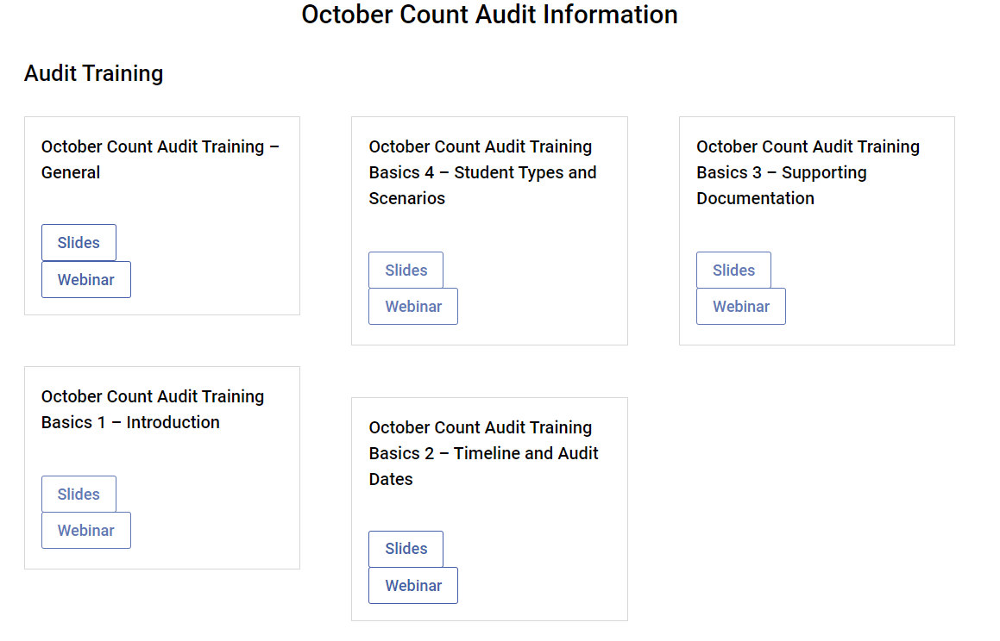 October Count Audit Information
Audit Training
October Count Audit Training –
General
Slides
Webinar
October Count Audit Training
Basics 4 – Student Types and
Scenarios
Slides
Webinar
October Count Audit Training
Basics 3 – Supporting
Documentation
Slides
Webinar
October Count Audit Training
Basics 1 – Introduction
Slides
Webinar
October Count Audit Training
Basics 2 – Timeline and Audit
Dates
Slides
Webinar